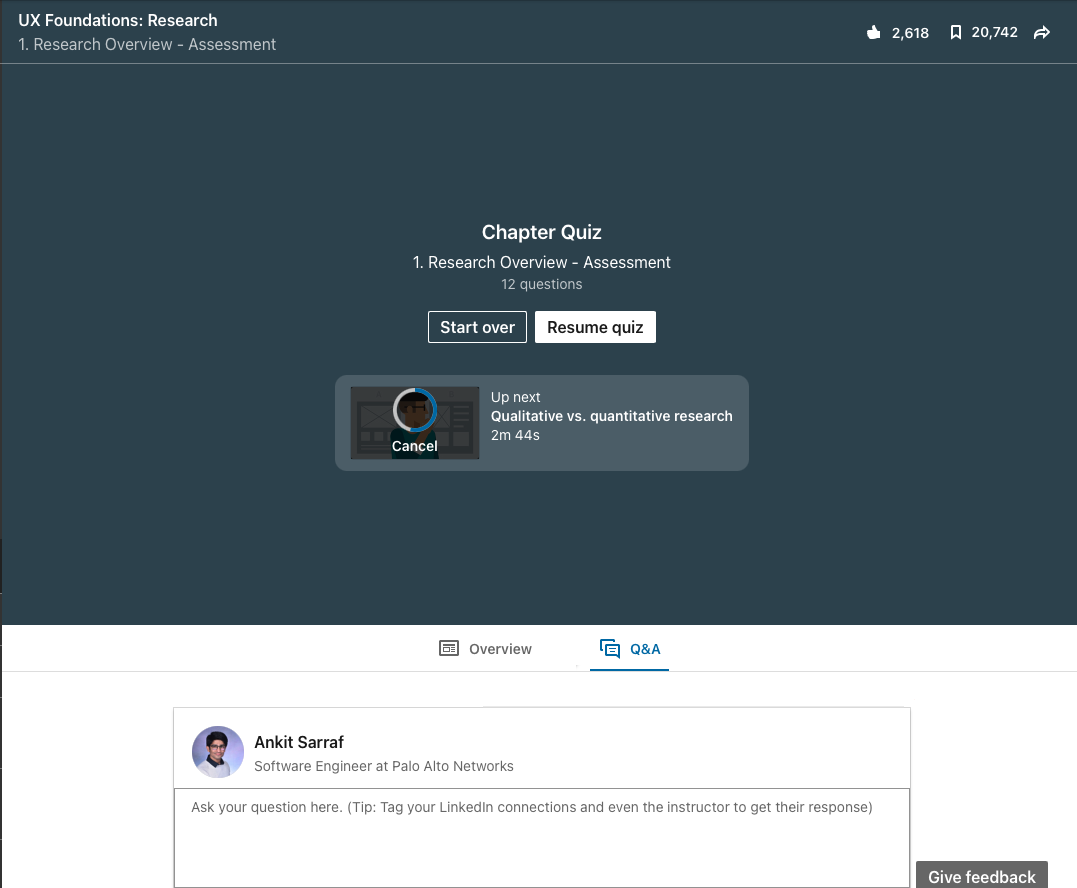 UX Foundations: Research
1. Research Overview - Assessment
2,618
20,742
Chapter Quiz
1. Research Overview - Assessment
12 questions
Start over
Resume quiz
Cancel
Up next
Qualitative vs. quantitative research
2m 44s
Overview
Q&A
Ankit Sarraf
Software Engineer at Palo Alto Networks
Ask your question here. (Tip: Tag your LinkedIn connections and even the instructor to get their response)
Give feedback